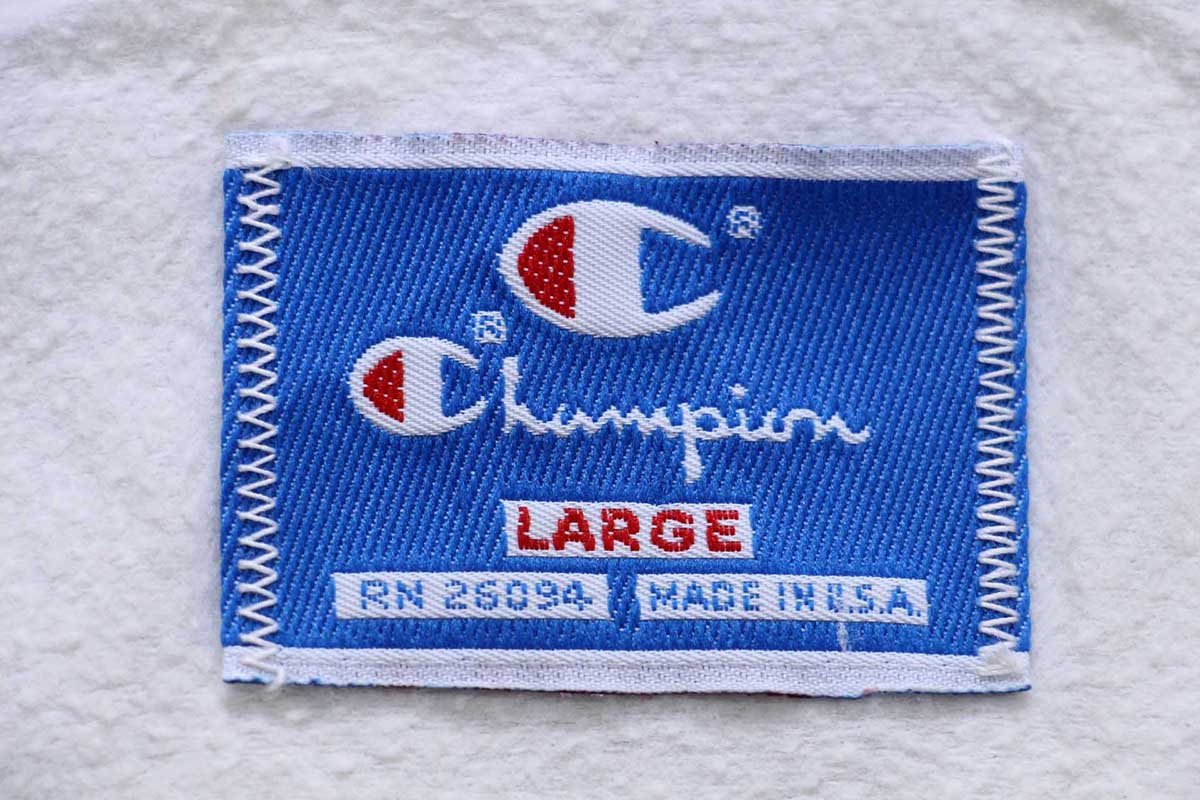 C®
Champion®
LARGE
RN 26094 MADE IN U.S.A.